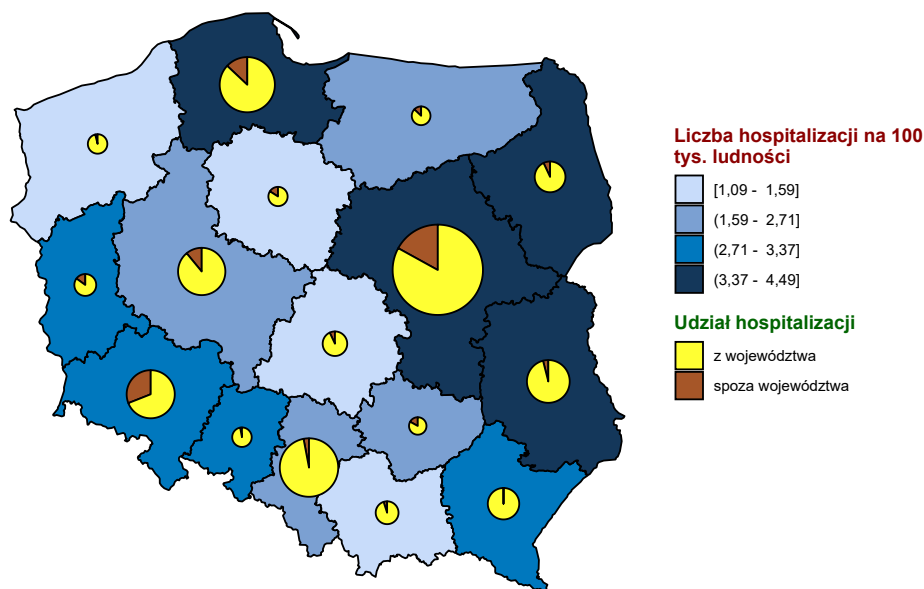 Liczba hospitalizacji na 100
tys. ludności
[1,09 - 1,59]
(1,59 - 2,71]
(2,71 - 3,37]
(3,37 - 4,49]
Udział hospitalizacji
z województwa
spoza województwa